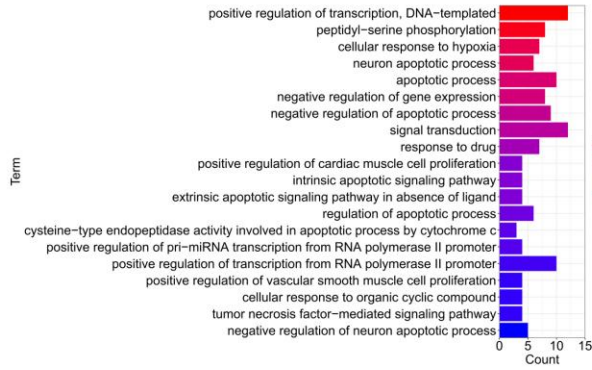 positive regulation of transcription, DNA−templated
peptidyl−serine phosphorylation
cellular response to hypoxia
neuron apoptotic process
apoptotic process
negative regulation of gene expression
negative regulation of apoptotic process
signal transduction
response to drug
positive regulation of cardiac muscle cell proliferation
intrinsic apoptotic signaling pathway
extrinsic apoptotic signaling pathway in absence of ligand
regulation of apoptotic process
cysteine−type endopeptidase activity involved in apoptotic process by cytochrome c
positive regulation of pri−miRNA transcription from RNA polymerase II promoter
positive regulation of transcription from RNA polymerase II promoter
positive regulation of vascular smooth muscle cell proliferation
cellular response to organic cyclic compound
tumor necrosis factor−mediated signaling pathway
negative regulation of neuron apoptotic process
Term
0 5 10 15
Count